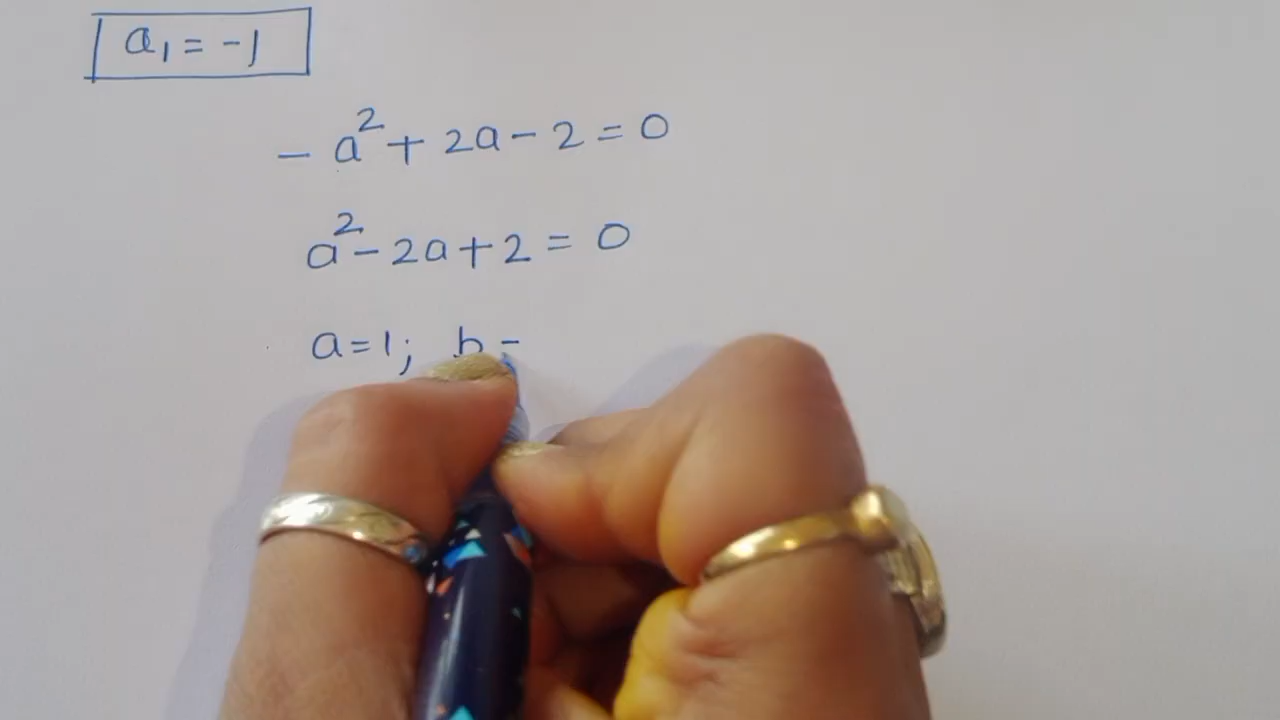 a₁ = -1
- a² + 2a - 2 = 0
a² - 2a + 2 = 0
a = 1; b -